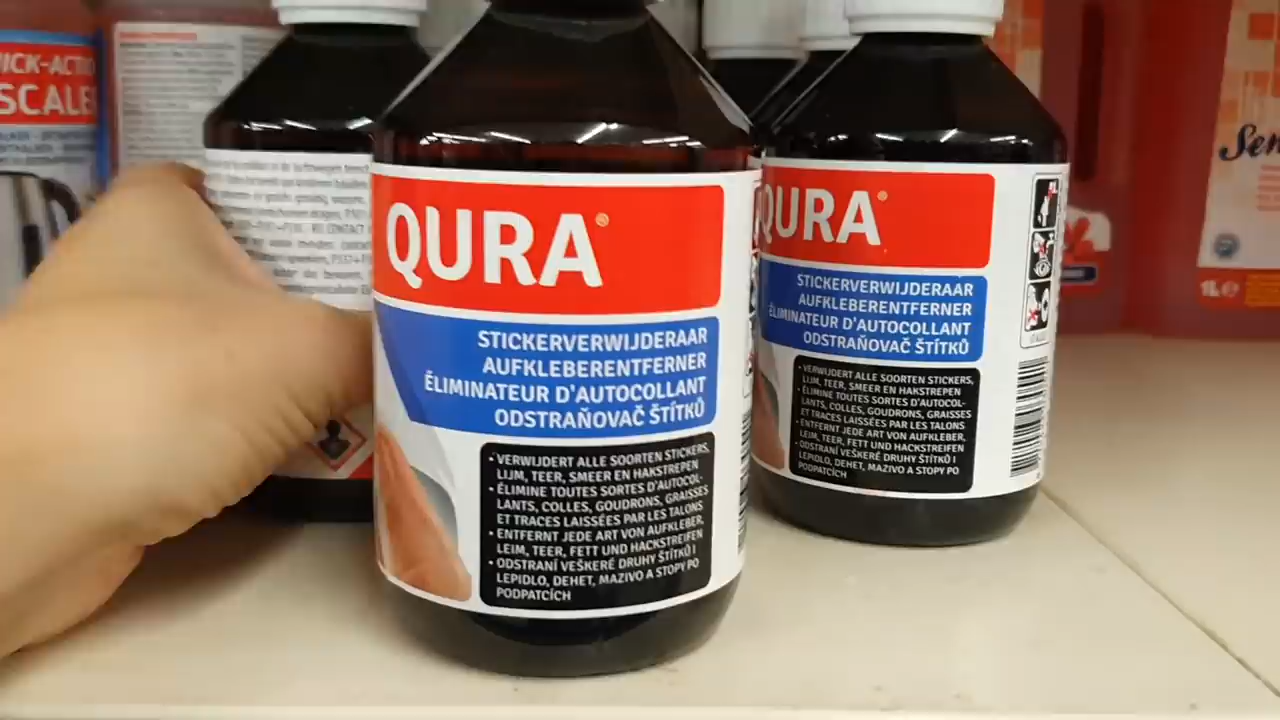 ICK-ACTI
SCALE
QURA®
STICKERVERWIJDERAAR
AUFKLEBERENTFERNER
ÉLIMINATEUR D'AUTOCOLLANT
ODSTRAŇOVAČ ŠTÍTKŮ
• VERWIJDERT ALLE SOORTEN STICKERS,
LIJM, TEER, SMEER EN HAKSTREPEN
• ÉLIMINE TOUTES SORTES D'AUTOCOL-
LANTS, COLLES, GOUDRONS, GRAISSES
ET TRACES LAISSÉES PAR LES TALONS
• ENTFERNT JEDE ART VON AUFKLEBER,
LEIM, TEER, FETT UND HACKSTREIFEN
• ODSTRANÍ VEŠKERÉ DRUHY ŠTÍTKŮ I
LEPIDLO, DEHET, MAZIVO A STOPY PO
PODPATCÍCH
QURA®
STICKERVERWIJDERAAR
AUFKLEBERENTFERNER
ÉLIMINATEUR D'AUTOCOLLANT
ODSTRAŇOVAČ ŠTÍTKŮ
• VERWIJDERT ALLE SOORTEN STICKERS,
LIJM, TEER, SMEER EN HAKSTREPEN
• ÉLIMINE TOUTES SORTES D'AUTOCOL-
LANTS, COLLES, GOUDRONS, GRAISSES
ET TRACES LAISSÉES PAR LES TALONS
• ENTFERNT JEDE ART VON AUFKLEBER,
LEIM, TEER, FETT UND HACKSTREIFEN
• ODSTRANÍ VEŠKERÉ DRUHY ŠTÍTKŮ I
LEPIDLO, DEHET, MAZIVO A STOPY PO
PODPATCÍCH
Sen
1L℮